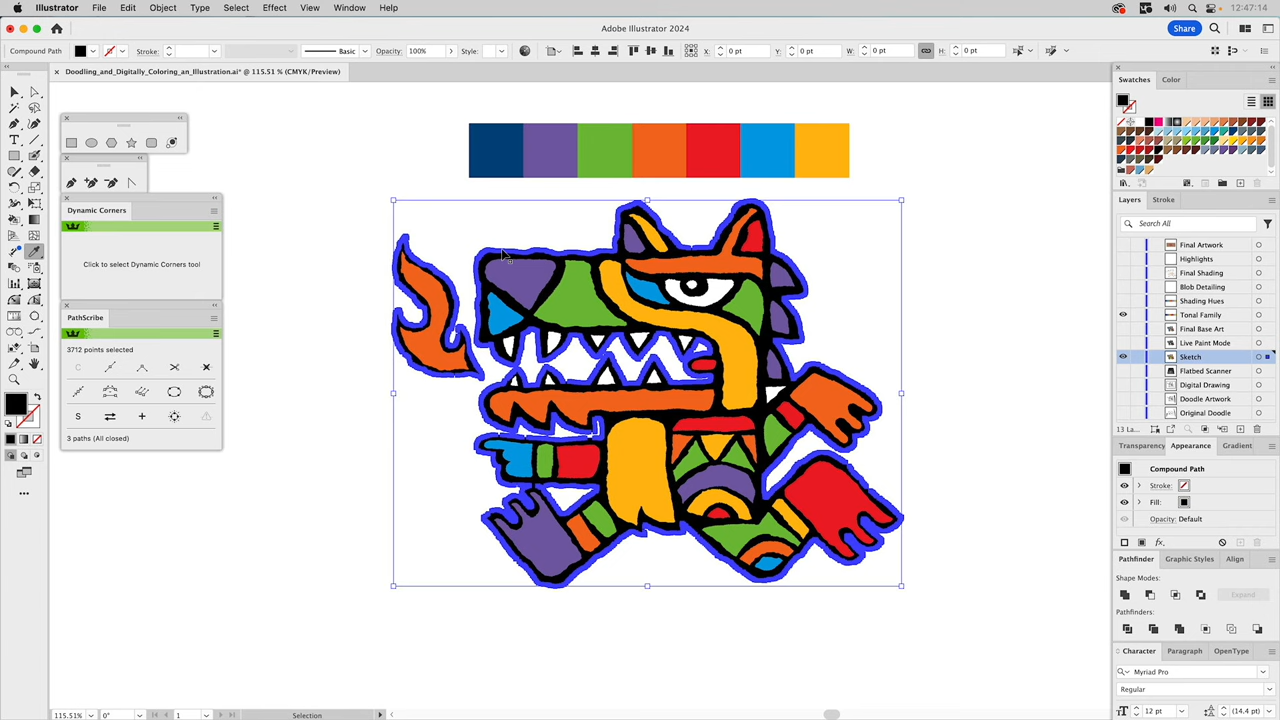 Illustrator File Edit Object Type Select Effect View Window Help 12:47:14
Adobe Illustrator 2024 Share
Compound Path Stroke: Basic Opacity: 100% Style: X: 0 pt Y: 0 pt W: 0 pt H: 0 pt
× Doodling_and_Digitally_Coloring_an_Illustration.ai* @ 115.51 % (CMYK/Preview)
Swatches Color
Dynamic Corners
Click to select Dynamic Corners tool
PathScribe
3712 points selected
3 paths (All closed)
Layers Stroke
Search All
Final Artwork
Highlights
Final Shading
Blob Detailing
Shading Hues
Tonal Family
Final Base Art
Live Paint Mode
Sketch
Flatbed Scanner
Digital Drawing
Doodle Artwork
Original Doodle
13 La...
Transparency Appearance Gradient
Compound Path
Stroke:
Fill:
Opacity: Default
fx
Pathfinder Graphic Styles Align
Shape Modes:
Expand
Pathfinders:
Character Paragraph OpenType
Myriad Pro
Regular
12 pt (14.4 pt)
115.51% 0° 1 Selection